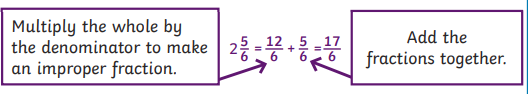 Multiply the whole by
the denominator to make
an improper fraction.
2 5/6 = 12/6 + 5/6 = 17/6
Add the
fractions together.